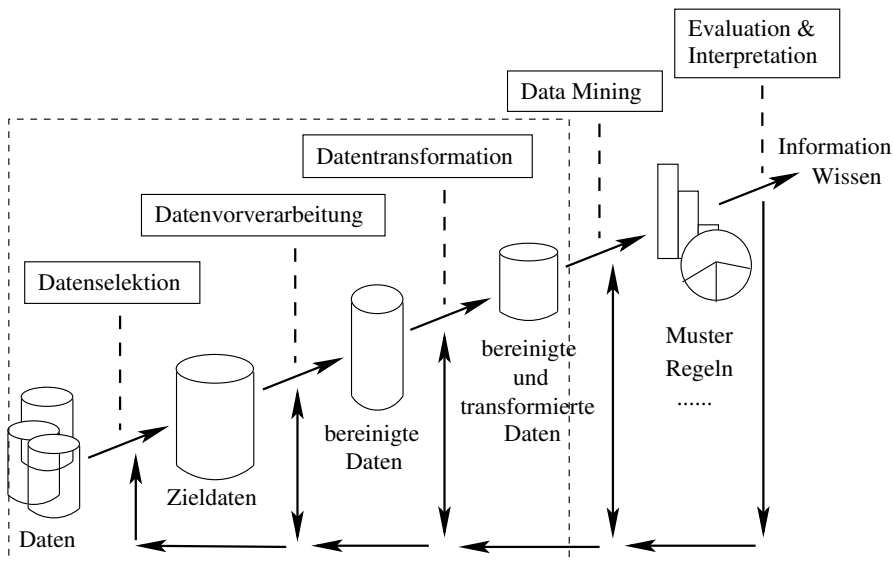 Evaluation &
Interpretation
Data Mining
Information
Wissen
Datentransformation
Datenvorverarbeitung
Datenselektion
Muster
Regeln
......
bereinigte
und
transformierte
Daten
bereinigte
Daten
Zieldaten
Daten